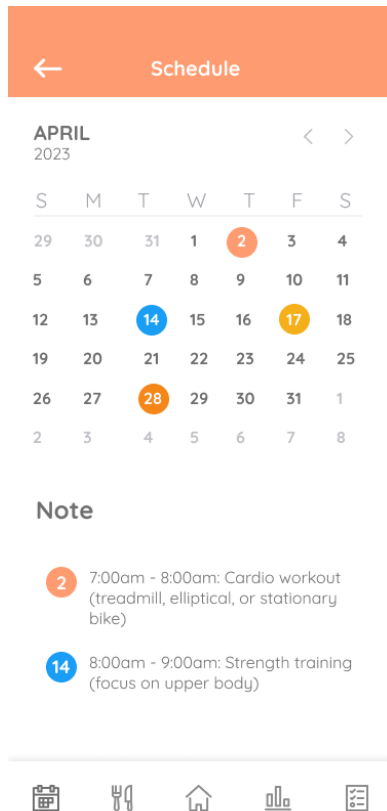 Schedule
APRIL
2023
S M T W T F S
29 30 31 1 2 3 4
5 6 7 8 9 10 11
12 13 14 15 16 17 18
19 20 21 22 23 24 25
26 27 28 29 30 31 1
2 3 4 5 6 7 8
Note
2 7:00am - 8:00am: Cardio workout
(treadmill, elliptical, or stationary
bike)
14 8:00am - 9:00am: Strength training
(focus on upper body)